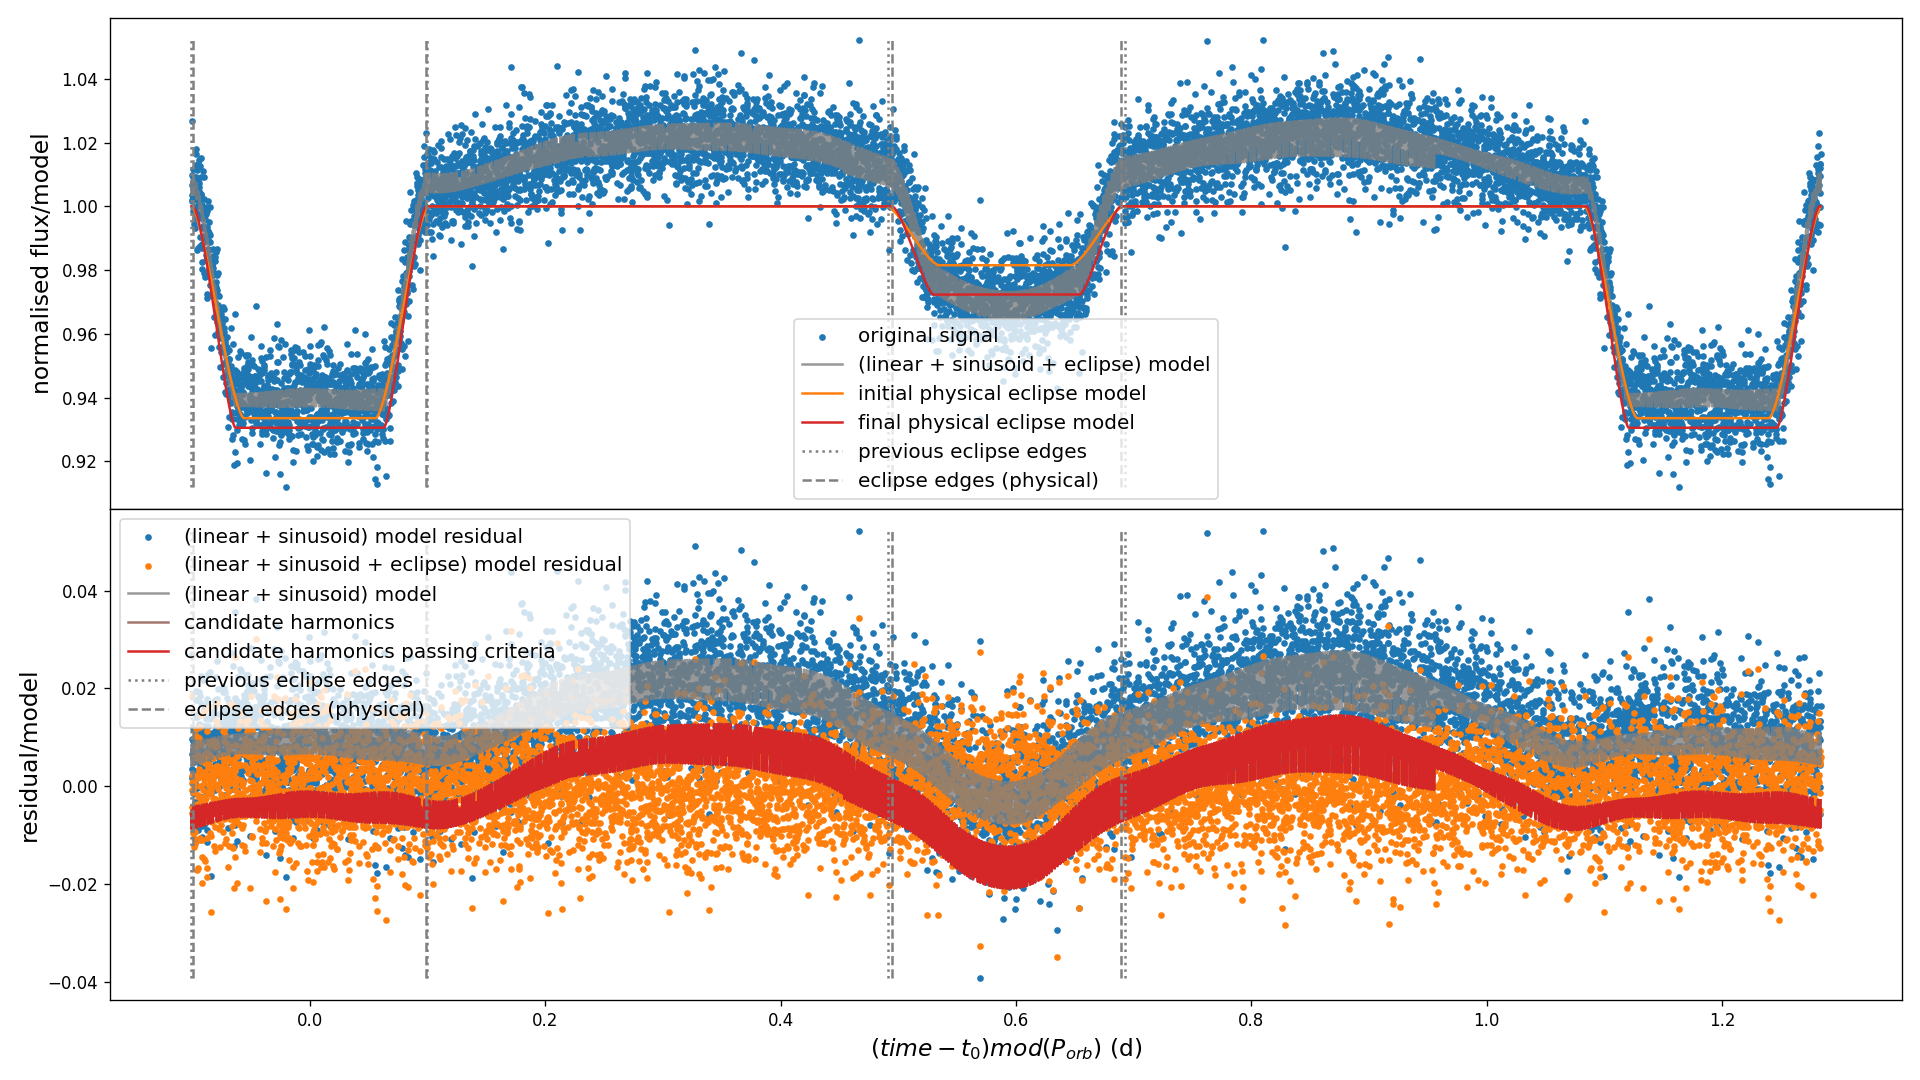 normalised flux/model
1.04
1.02
1.00
0.98
0.96
0.94
0.92
original signal
(linear + sinusoid + eclipse) model
initial physical eclipse model
final physical eclipse model
previous eclipse edges
eclipse edges (physical)
residual/model
0.04
0.02
0.00
−0.02
−0.04
(linear + sinusoid) model residual
(linear + sinusoid + eclipse) model residual
(linear + sinusoid) model
candidate harmonics
candidate harmonics passing criteria
previous eclipse edges
eclipse edges (physical)
0.0 0.2 0.4 0.6 0.8 1.0 1.2
(time − t₀)mod(Pₒᵣb) (d)